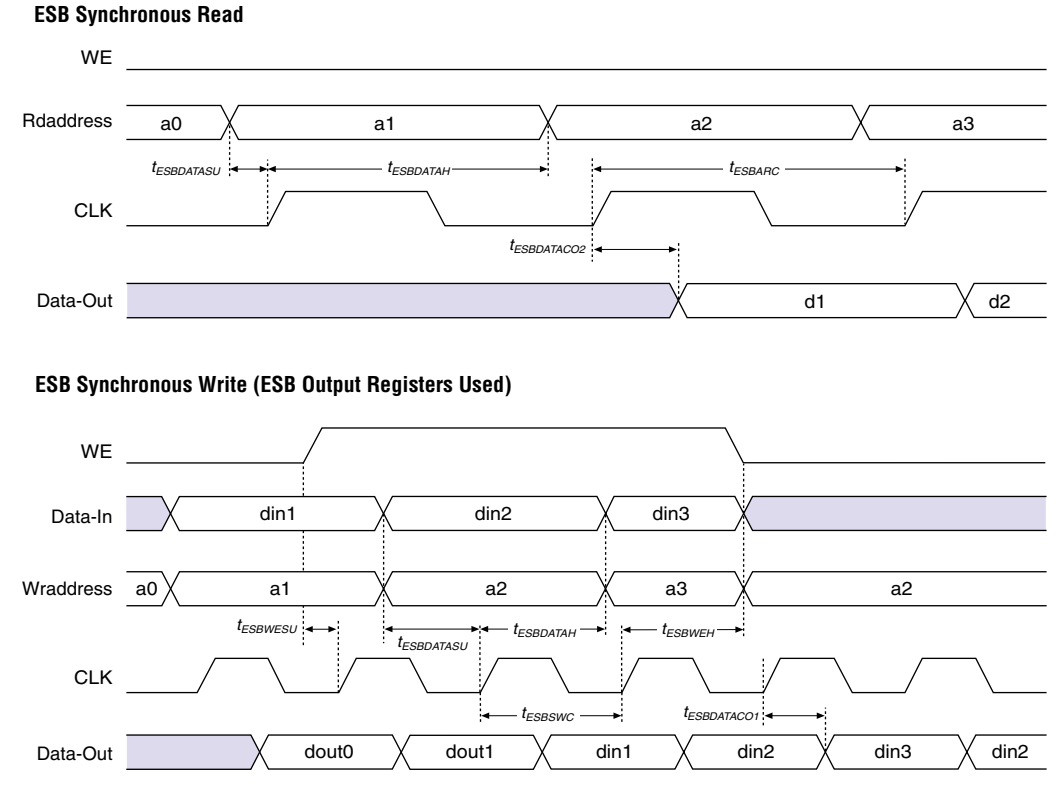 ESB Synchronous Read
WE
Rdaddress a0 a1 a2 a3
tESBDATASU tESBDATAH tESBARC
CLK
tESBDATACO2
Data-Out d1 d2
ESB Synchronous Write (ESB Output Registers Used)
WE
Data-In din1 din2 din3
Wraddress a0 a1 a2 a3 a2
tESBWESU tESBDATASU tESBDATAH tESBWEH
CLK
tESBSWC tESBDATACO1
Data-Out dout0 dout1 din1 din2 din3 din2